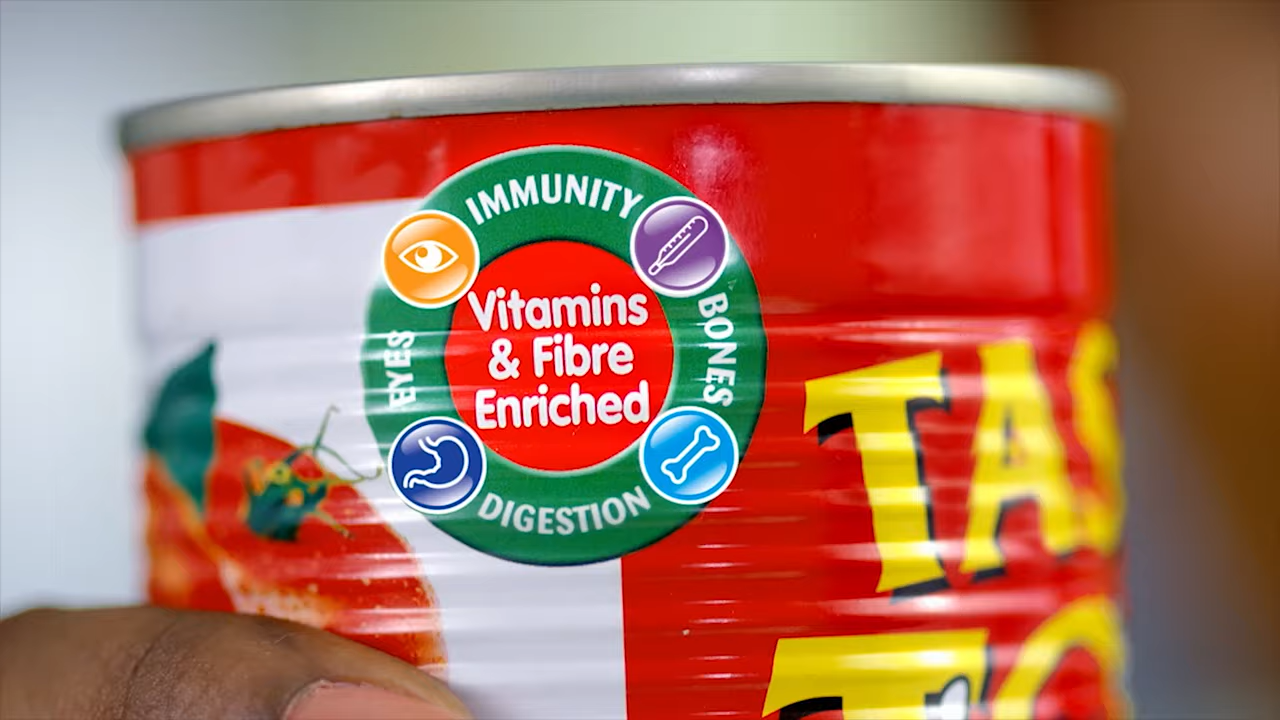 IMMUNITY
EYES
BONES
Vitamins
& Fibre
Enriched
DIGESTION